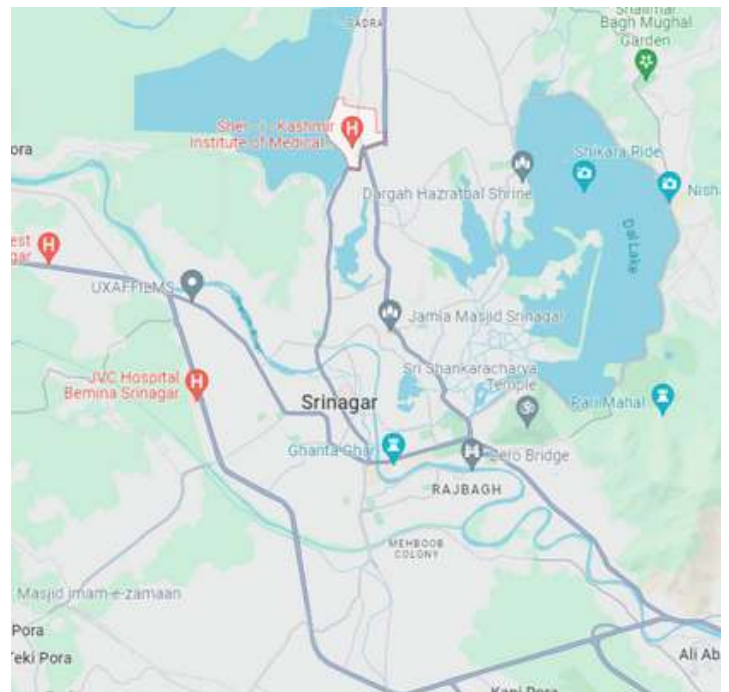 Shalimar
Bagh Mughal
Garden
Sher-i-Kashmir
Institute of Medical
ora
Shikara Ride
Dargah Hazratbal Shrine
Dal Lake
UXAFFILMS
Jamia Masjid Srinagar
JVC Hospital
Bemina Srinagar
Sri Shankaracharya
Temple
Pari Mahal
Srinagar
Ghanta Ghar
Zero Bridge
RAJBAGH
MEHBOOB
COLONY
Masjid imam-e-zamaan
Pora
Teki Pora
Ali Ab